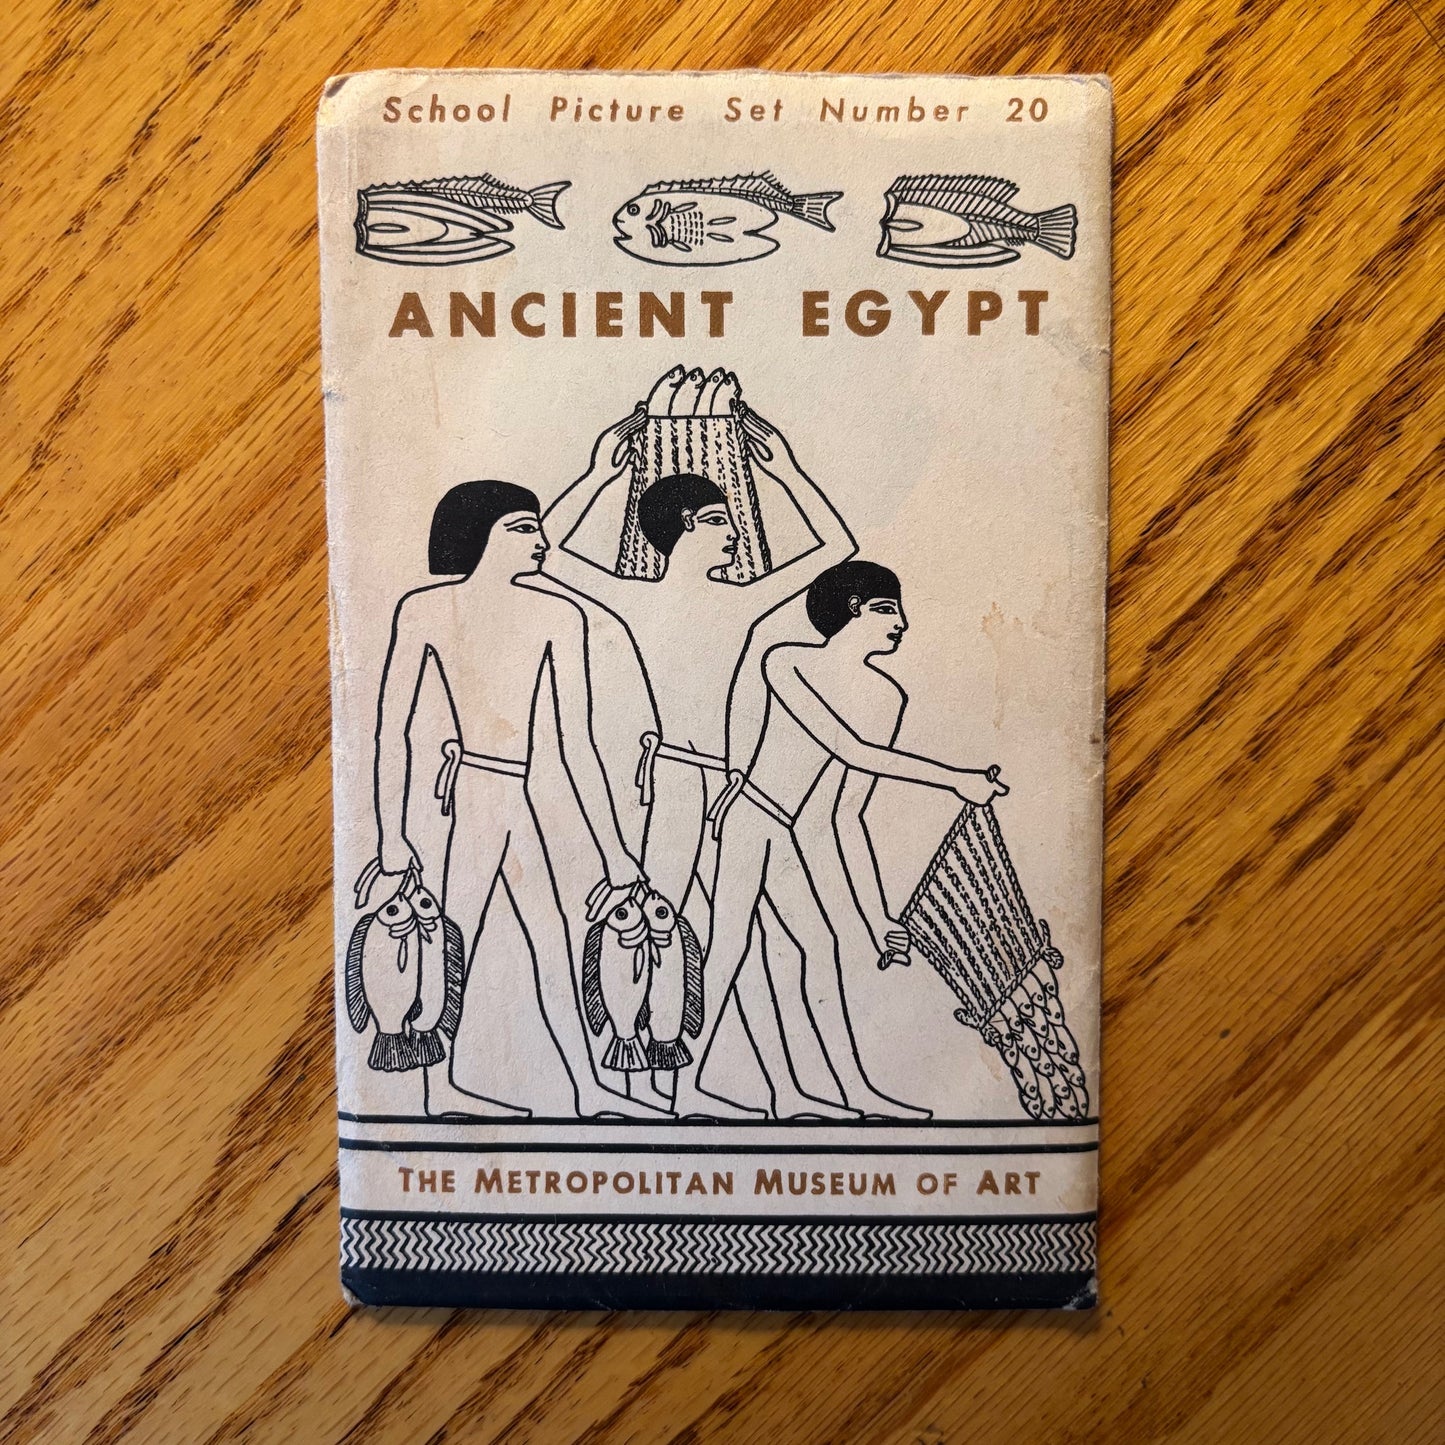 School Picture Set Number 20
ANCIENT EGYPT
THE METROPOLITAN MUSEUM OF ART